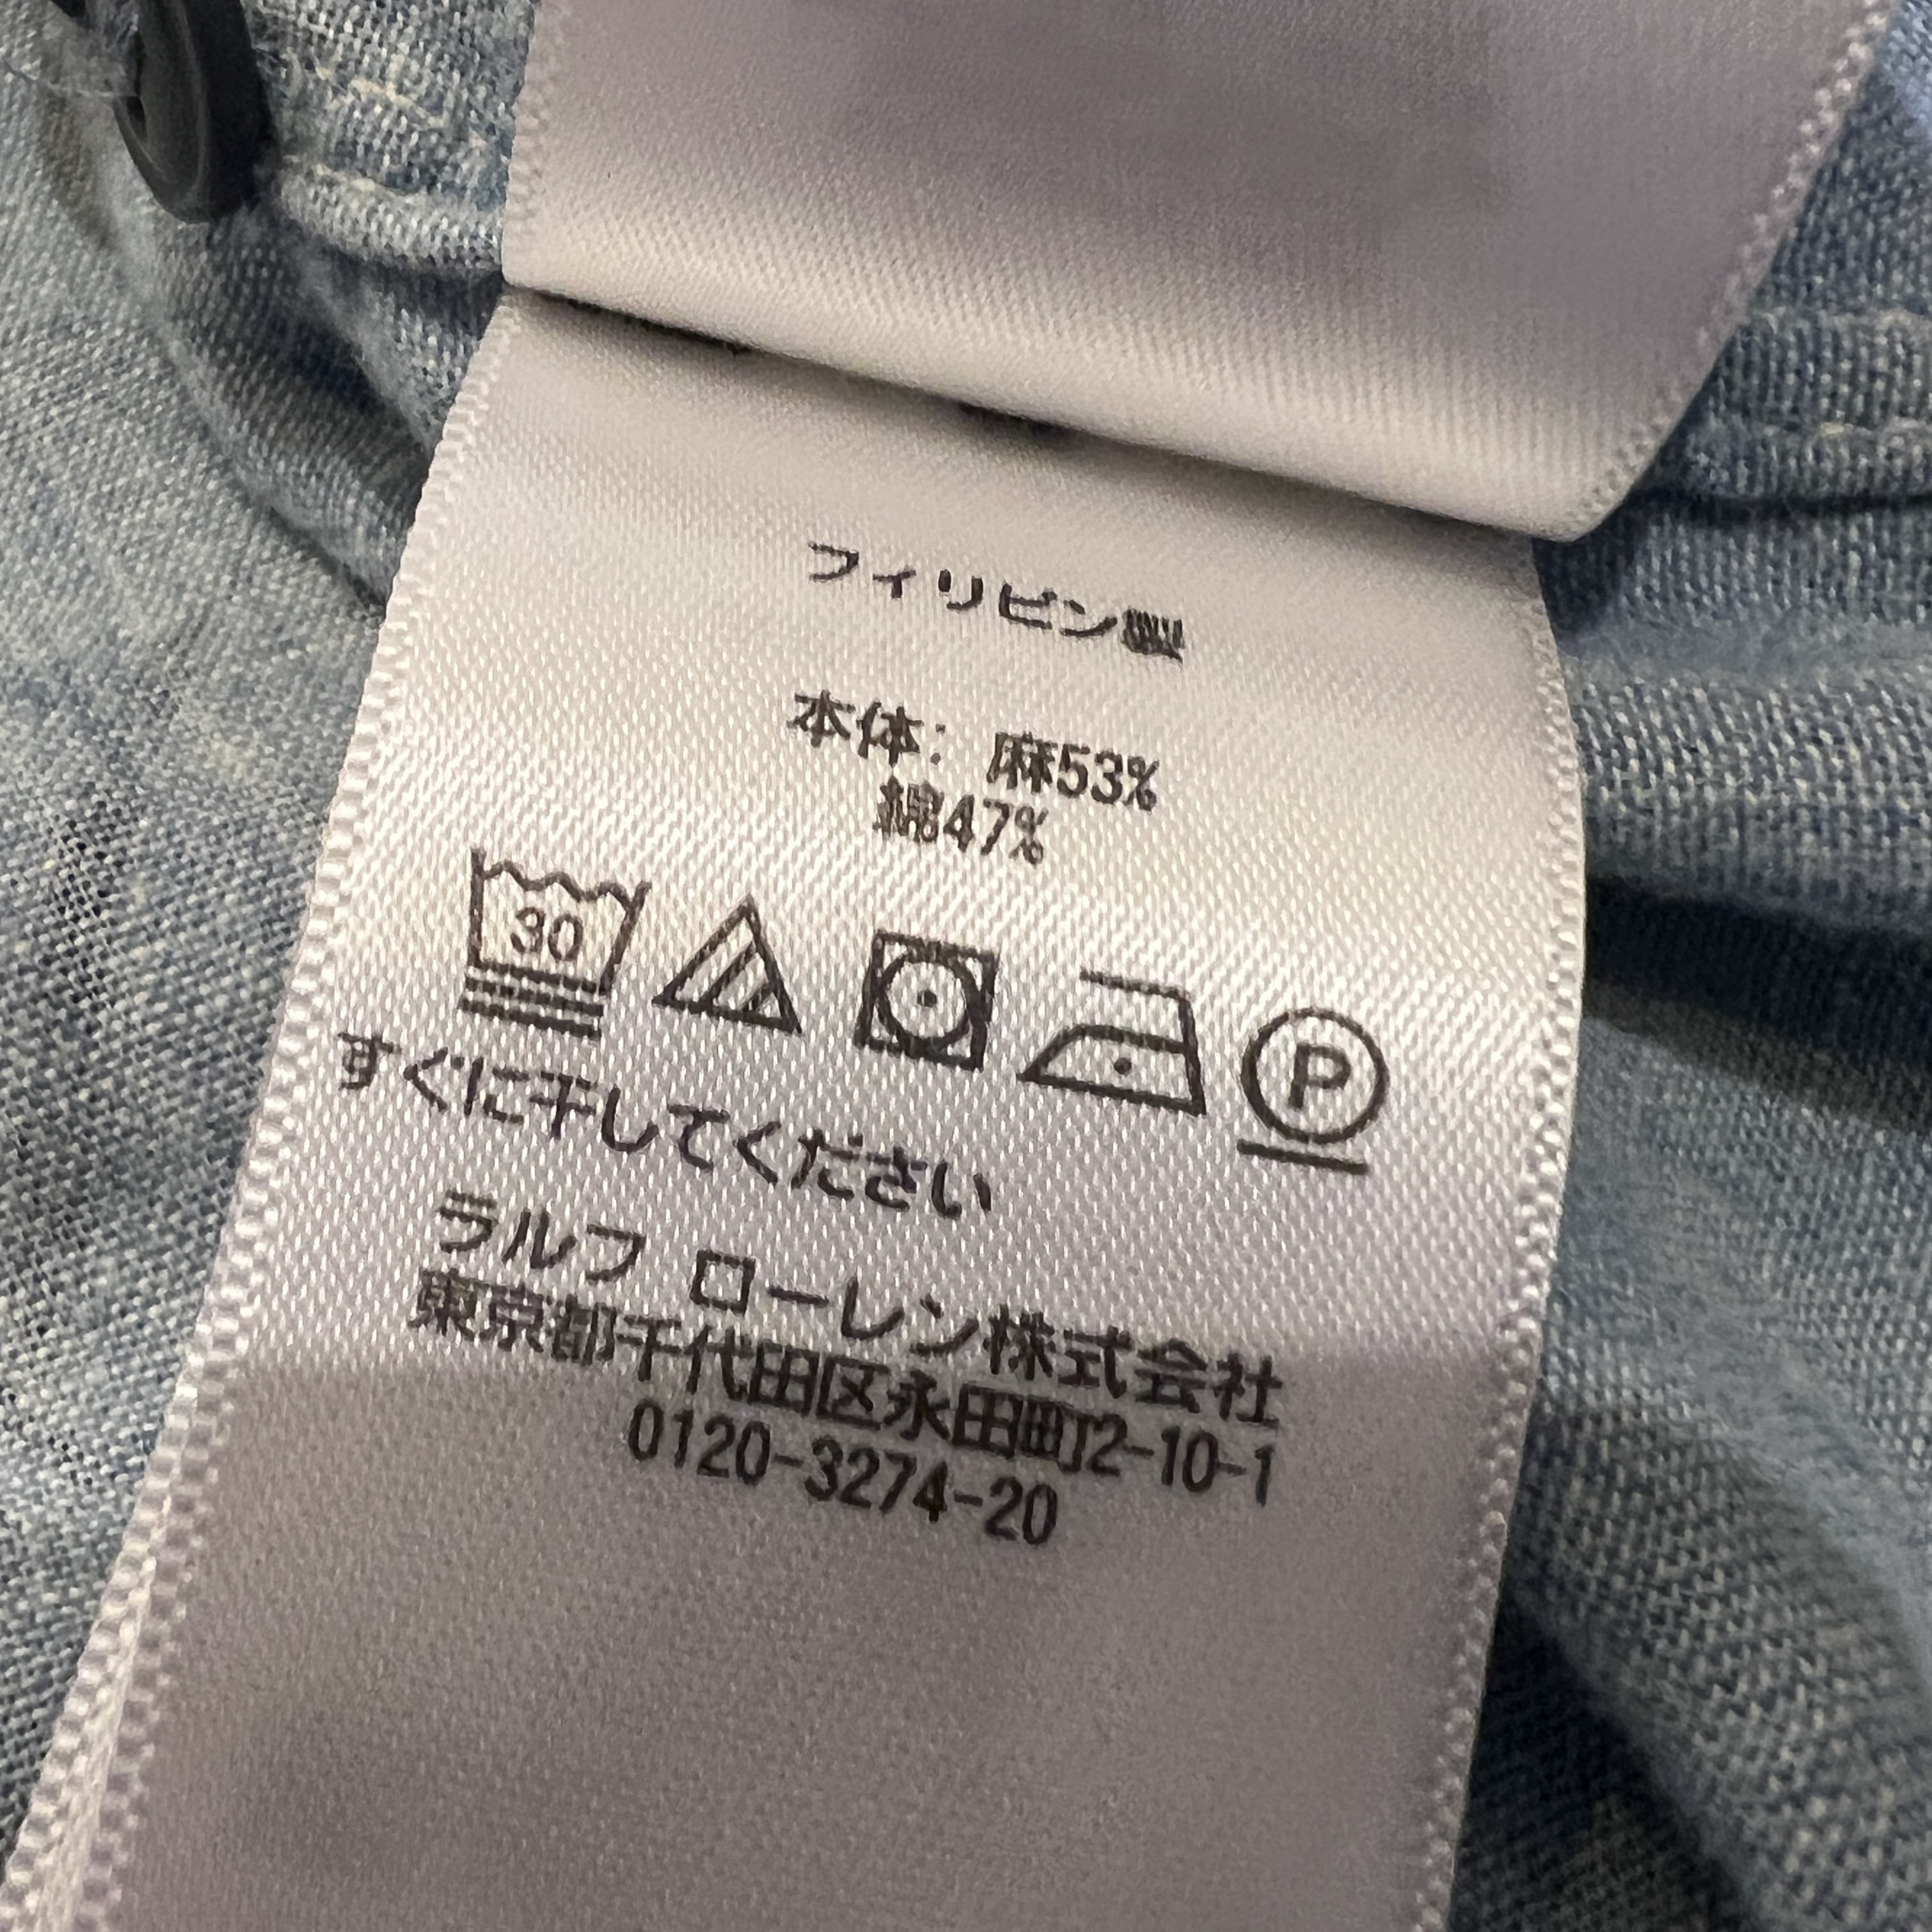 フィリピン製
本体: 麻53%
綿47%
30
P
すぐに干してください
ラルフ ローレン株式会社
東京都千代田区永田町2-10-1
0120-3274-20